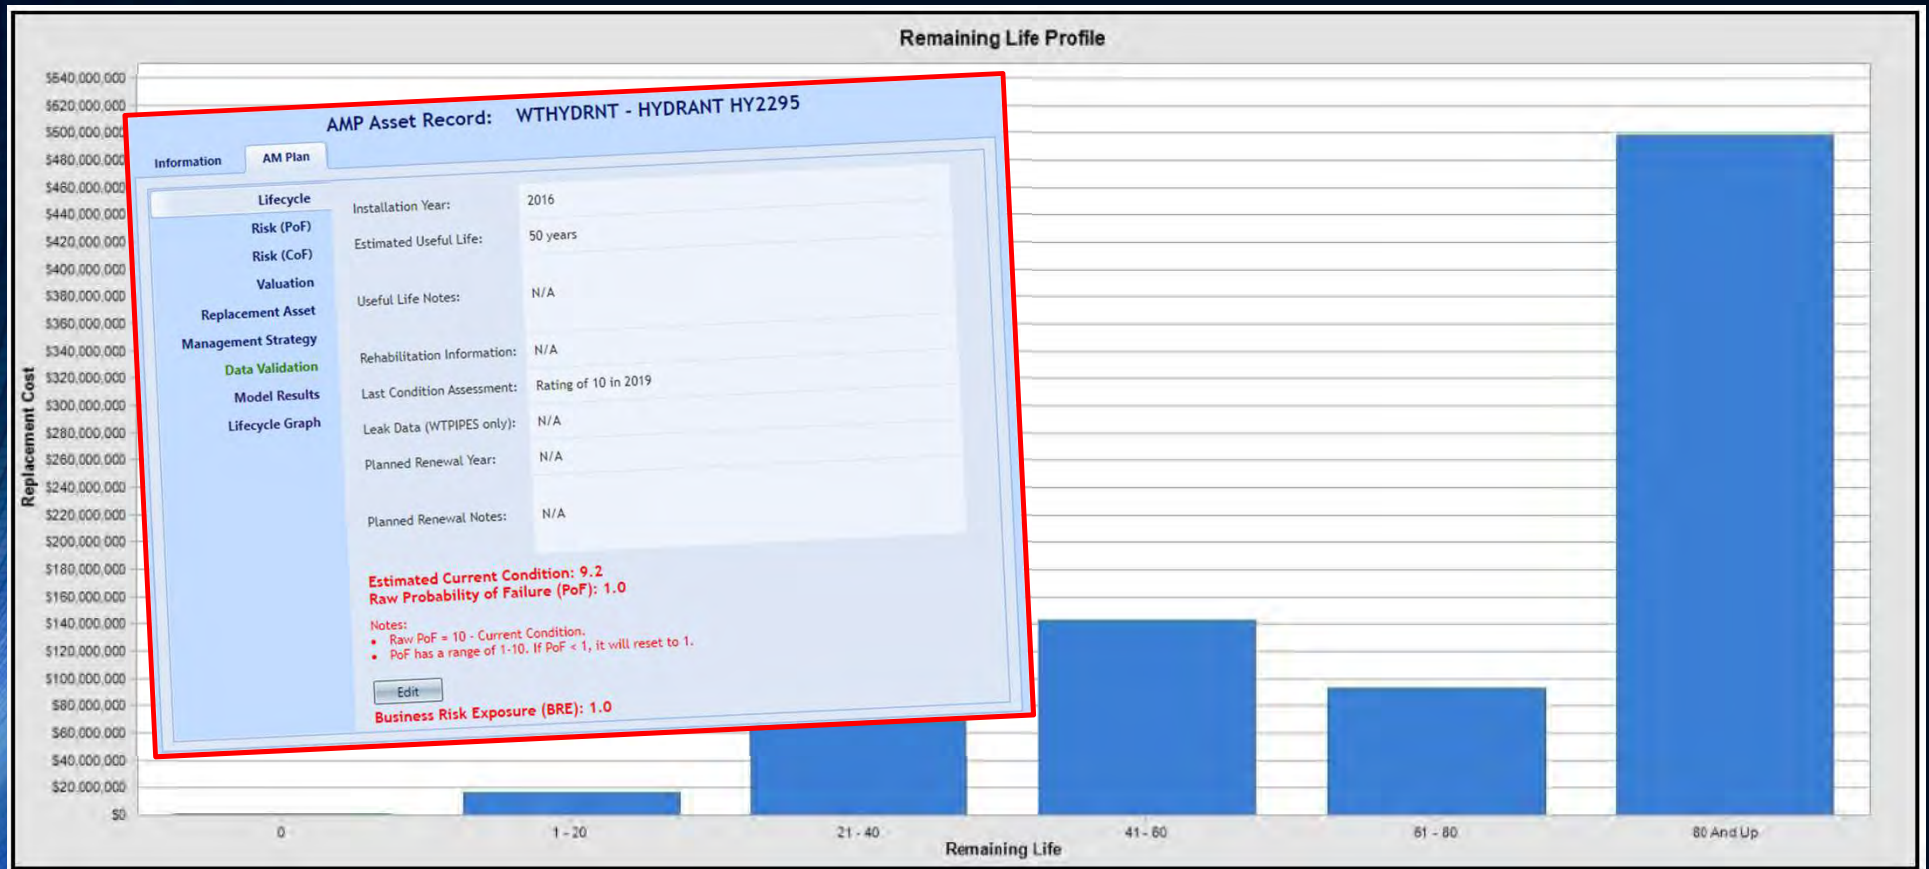 Remaining Life Profile
$640,000,000
$620,000,000
$600,000,000
$480,000,000
$460,000,000
$440,000,000
$420,000,000
$400,000,000
$380,000,000
$360,000,000
$340,000,000
$320,000,000
$300,000,000
$280,000,000
$260,000,000
$240,000,000
$220,000,000
$200,000,000
$180,000,000
$160,000,000
$140,000,000
$120,000,000
$100,000,000
$80,000,000
$60,000,000
$40,000,000
$20,000,000
$0
Replacement Cost
AMP Asset Record: WTHYDRNT - HYDRANT HY2295
Information AM Plan
Lifecycle
Risk (PoF)
Risk (CoF)
Valuation
Replacement Asset
Management Strategy
Data Validation
Model Results
Lifecycle Graph
Installation Year: 2016
Estimated Useful Life: 50 years
Useful Life Notes: N/A
Rehabilitation Information: N/A
Last Condition Assessment: Rating of 10 in 2019
Leak Data (WTPIPES only): N/A
Planned Renewal Year: N/A
Planned Renewal Notes: N/A
Estimated Current Condition: 9.2
Raw Probability of Failure (PoF): 1.0
Notes:
• Raw PoF = 10 - Current Condition.
• PoF has a range of 1-10. If PoF < 1, it will reset to 1.
Edit
Business Risk Exposure (BRE): 1.0
0 1 - 20 21 - 40 41 - 60 61 - 80 80 And Up
Remaining Life